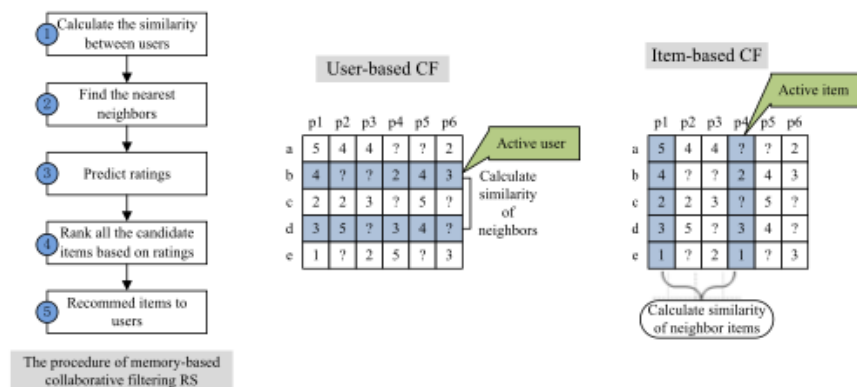 1
Calculate the similarity
between users
2
Find the nearest
neighbors
3
Predict ratings
4
Rank all the candidate
items based on ratings
5
Recommed items to
users
The procedure of memory-based
collaborative filtering RS
User-based CF
p1 p2 p3 p4 p5 p6
a 5 4 4 ? ? 2
b 4 ? ? 2 4 3
c 2 2 3 ? 5 ?
d 3 5 ? 3 4 ?
e 1 ? 2 5 ? 3
Active user
Calculate
similarity
of
neighbors
Item-based CF
Active item
p1 p2 p3 p4 p5 p6
a 5 4 4 ? ? 2
b 4 ? ? 2 4 3
c 2 2 3 ? 5 ?
d 3 5 ? 3 4 ?
e 1 ? 2 1 ? 3
Calculate similarity
of neighbor items